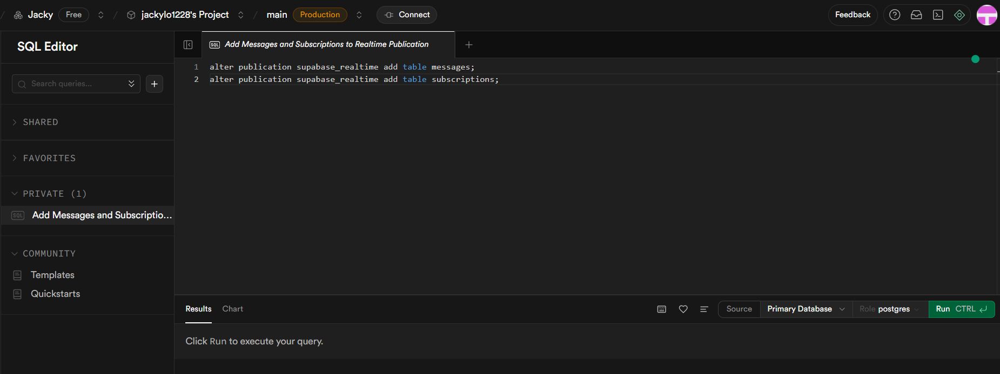 Jacky Free jackylo1228's Project main Production Connect Feedback
SQL Editor
SQL Add Messages and Subscriptions to Realtime Publication
Search queries...
SHARED
FAVORITES
PRIVATE (1)
SQL Add Messages and Subscriptio...
COMMUNITY
Templates
Quickstarts
1 alter publication supabase_realtime add table messages;
2 alter publication supabase_realtime add table subscriptions;
Results Chart Source Primary Database Role postgres Run CTRL
Click Run to execute your query.